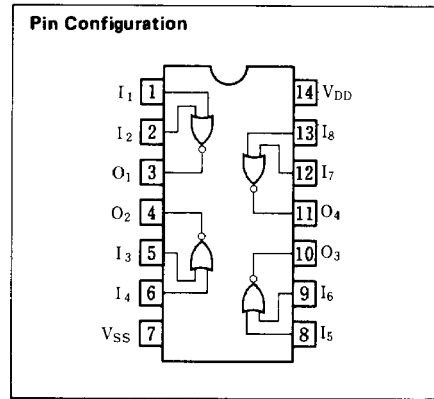 Pin Configuration
I1 1 14 VDD
I2 2 13 I8
O1 3 12 I7
O2 4 11 O4
I3 5 10 O3
I4 6 9 I6
VSS 7 8 I5